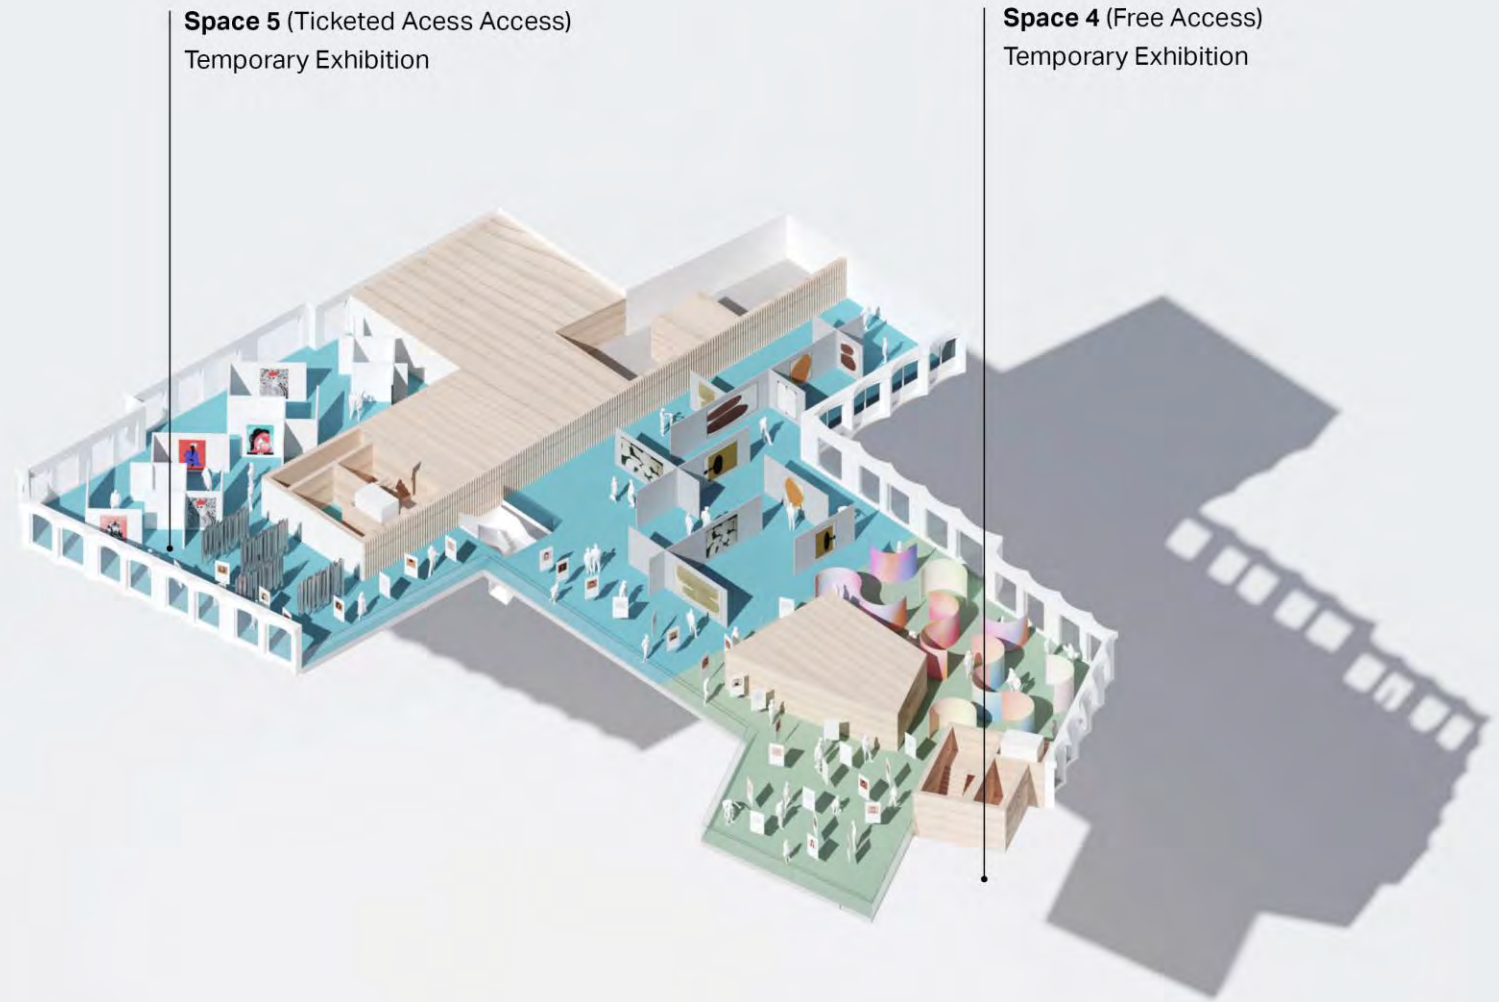 Space 5 (Ticketed Acess Access)
Temporary Exhibition
Space 4 (Free Access)
Temporary Exhibition